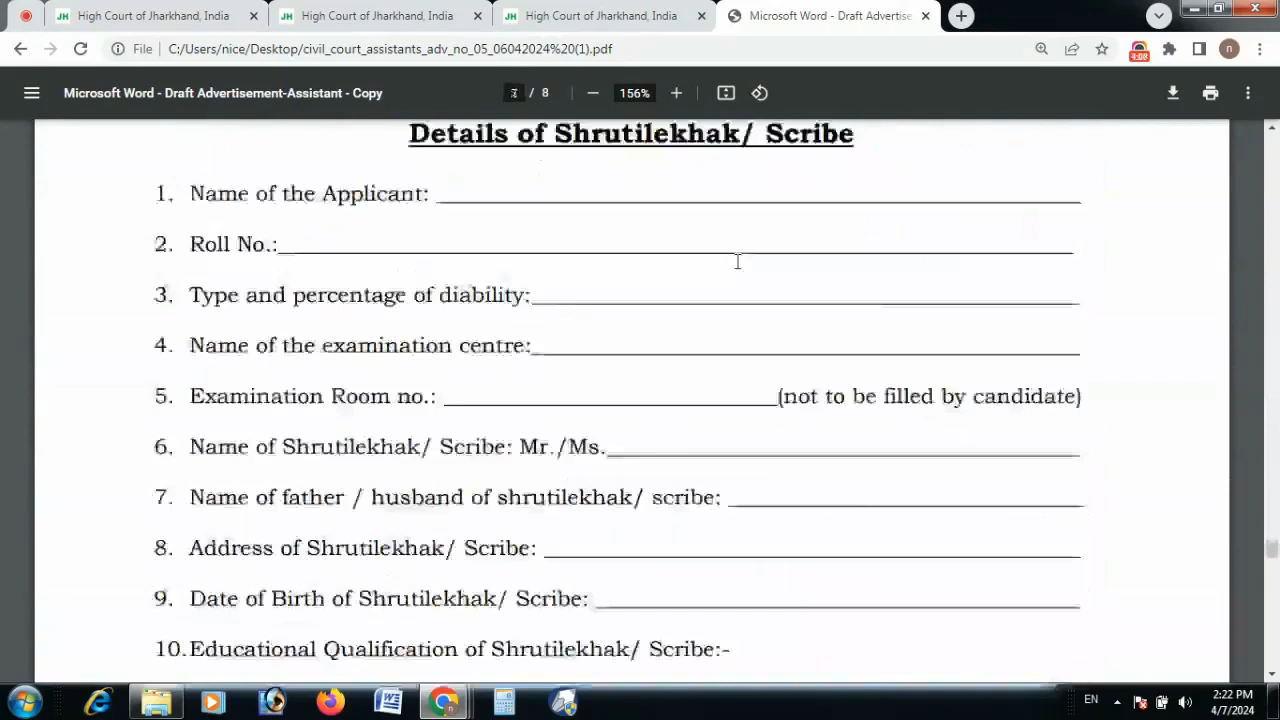 High Court of Jharkhand, India
High Court of Jharkhand, India
High Court of Jharkhand, India
Microsoft Word - Draft Advertise
File C:/Users/nice/Desktop/civil_court_assistants_adv_no_05_06042024%20(1).pdf
4:08
n
Microsoft Word - Draft Advertisement-Assistant - Copy
7 / 8
156%
Details of Shrutilekhak/ Scribe
1. Name of the Applicant:
2. Roll No.:
3. Type and percentage of diability:
4. Name of the examination centre:
5. Examination Room no.: (not to be filled by candidate)
6. Name of Shrutilekhak/ Scribe: Mr./Ms.
7. Name of father / husband of shrutilekhak/ scribe:
8. Address of Shrutilekhak/ Scribe:
9. Date of Birth of Shrutilekhak/ Scribe:
10. Educational Qualification of Shrutilekhak/ Scribe:-
EN
2:22 PM
4/7/2024